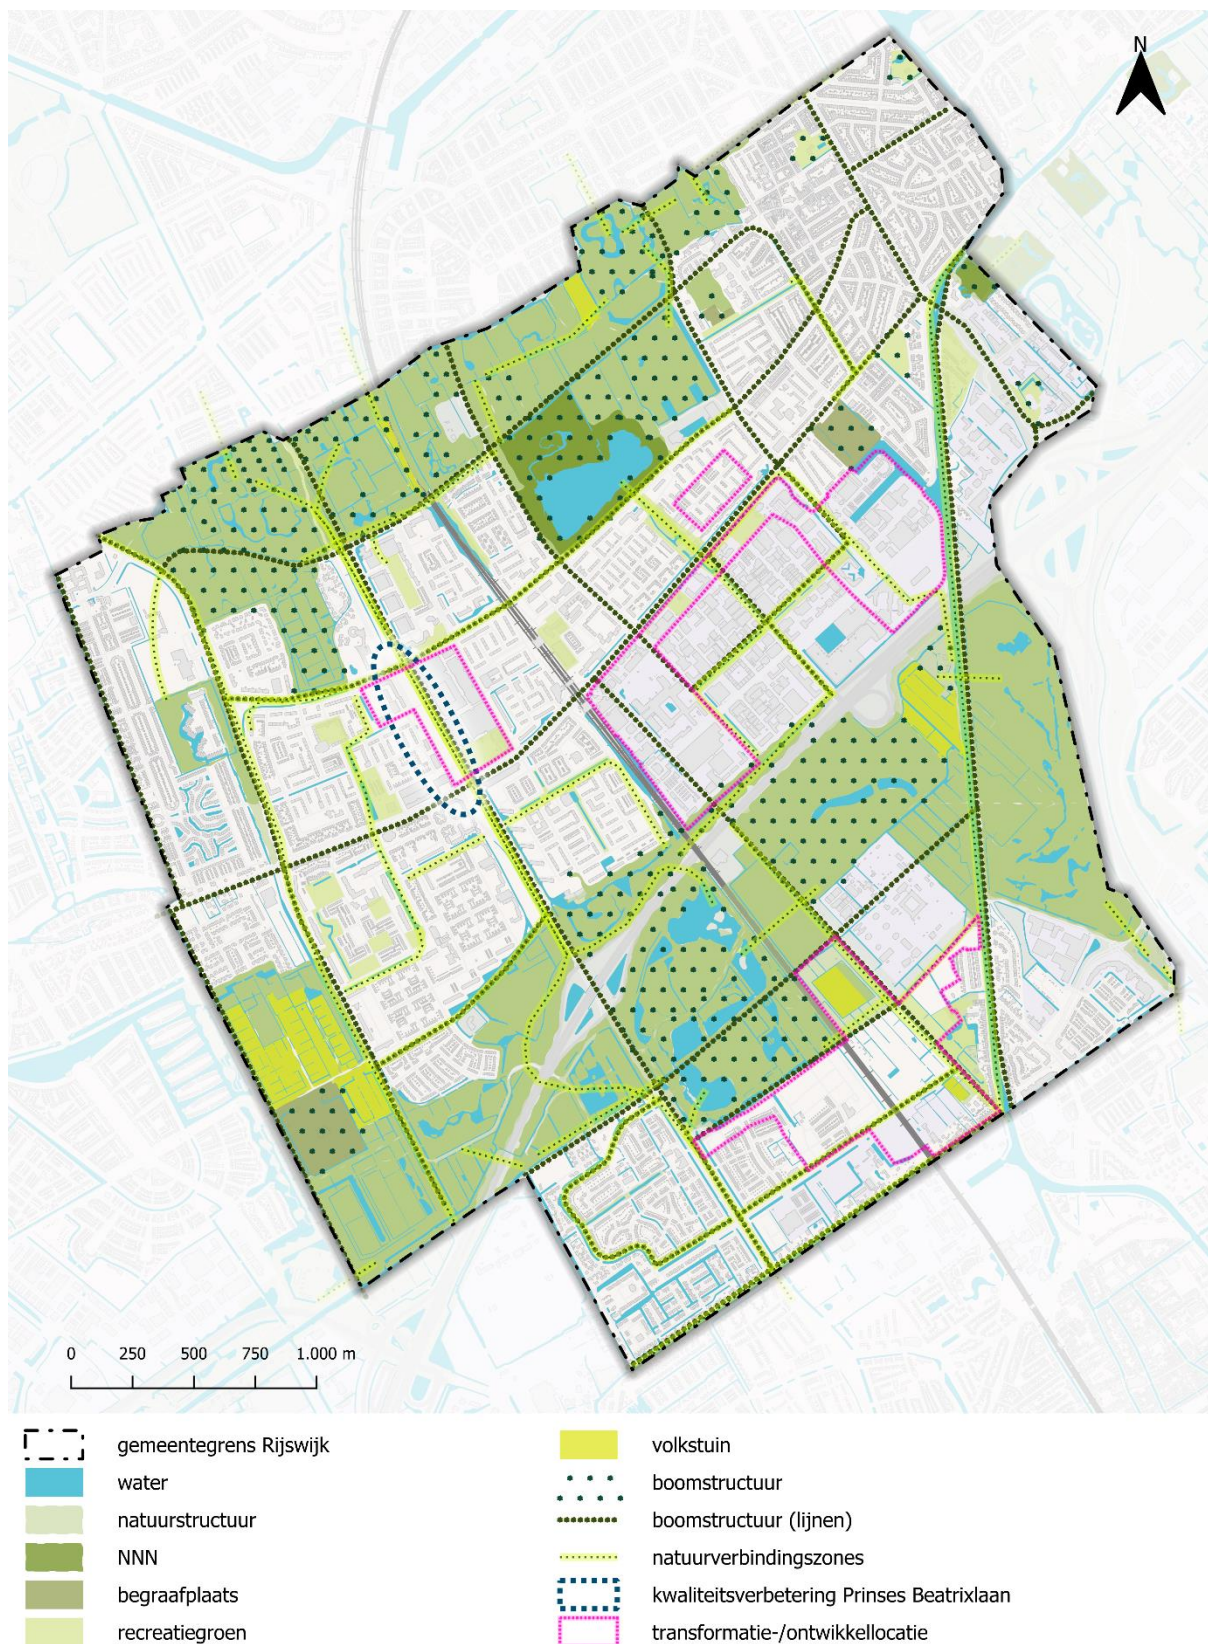 N
0 250 500 750 1.000 m
gemeentegrens Rijswijk
water
natuurstructuur
NNN
begraafplaats
recreatiegroen
volkstuin
boomstructuur
boomstructuur (lijnen)
natuurverbindingszones
kwaliteitsverbetering Prinses Beatrixlaan
transformatie-/ontwikkellocatie